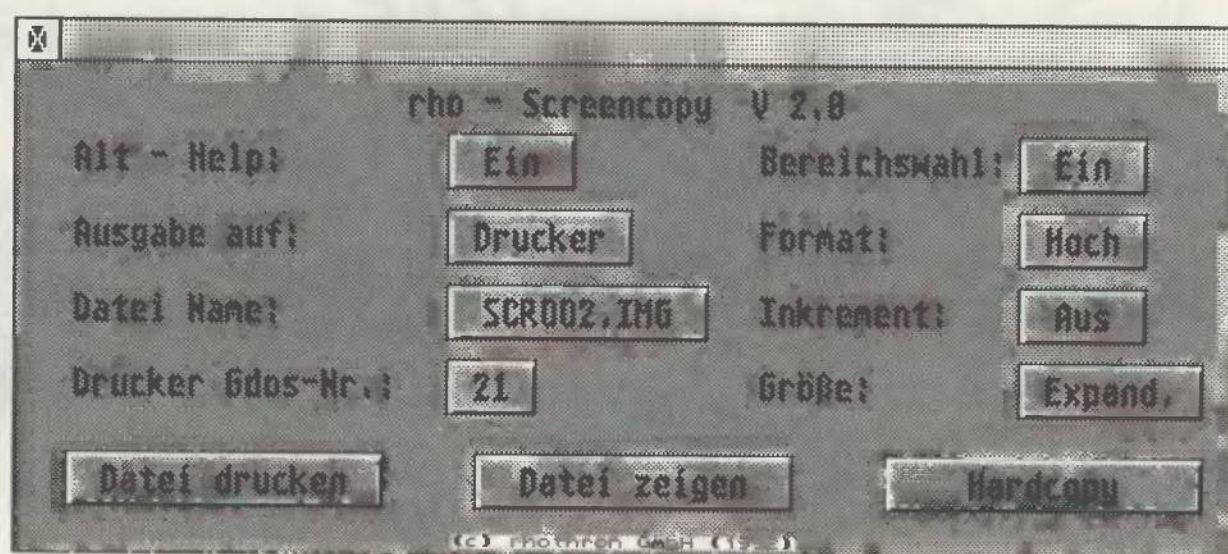 rho - Screencopy V 2.0
Alt - Help: Ein Bereichswahl: Ein
Ausgabe auf: Drucker Format: Hoch
Datei Name: SCR002.IMG Inkrement: Aus
Drucker Gdos-Nr.: 21 Größe: Expand.
Datei drucken Datei zeigen Hardcopy
(c) GmbH